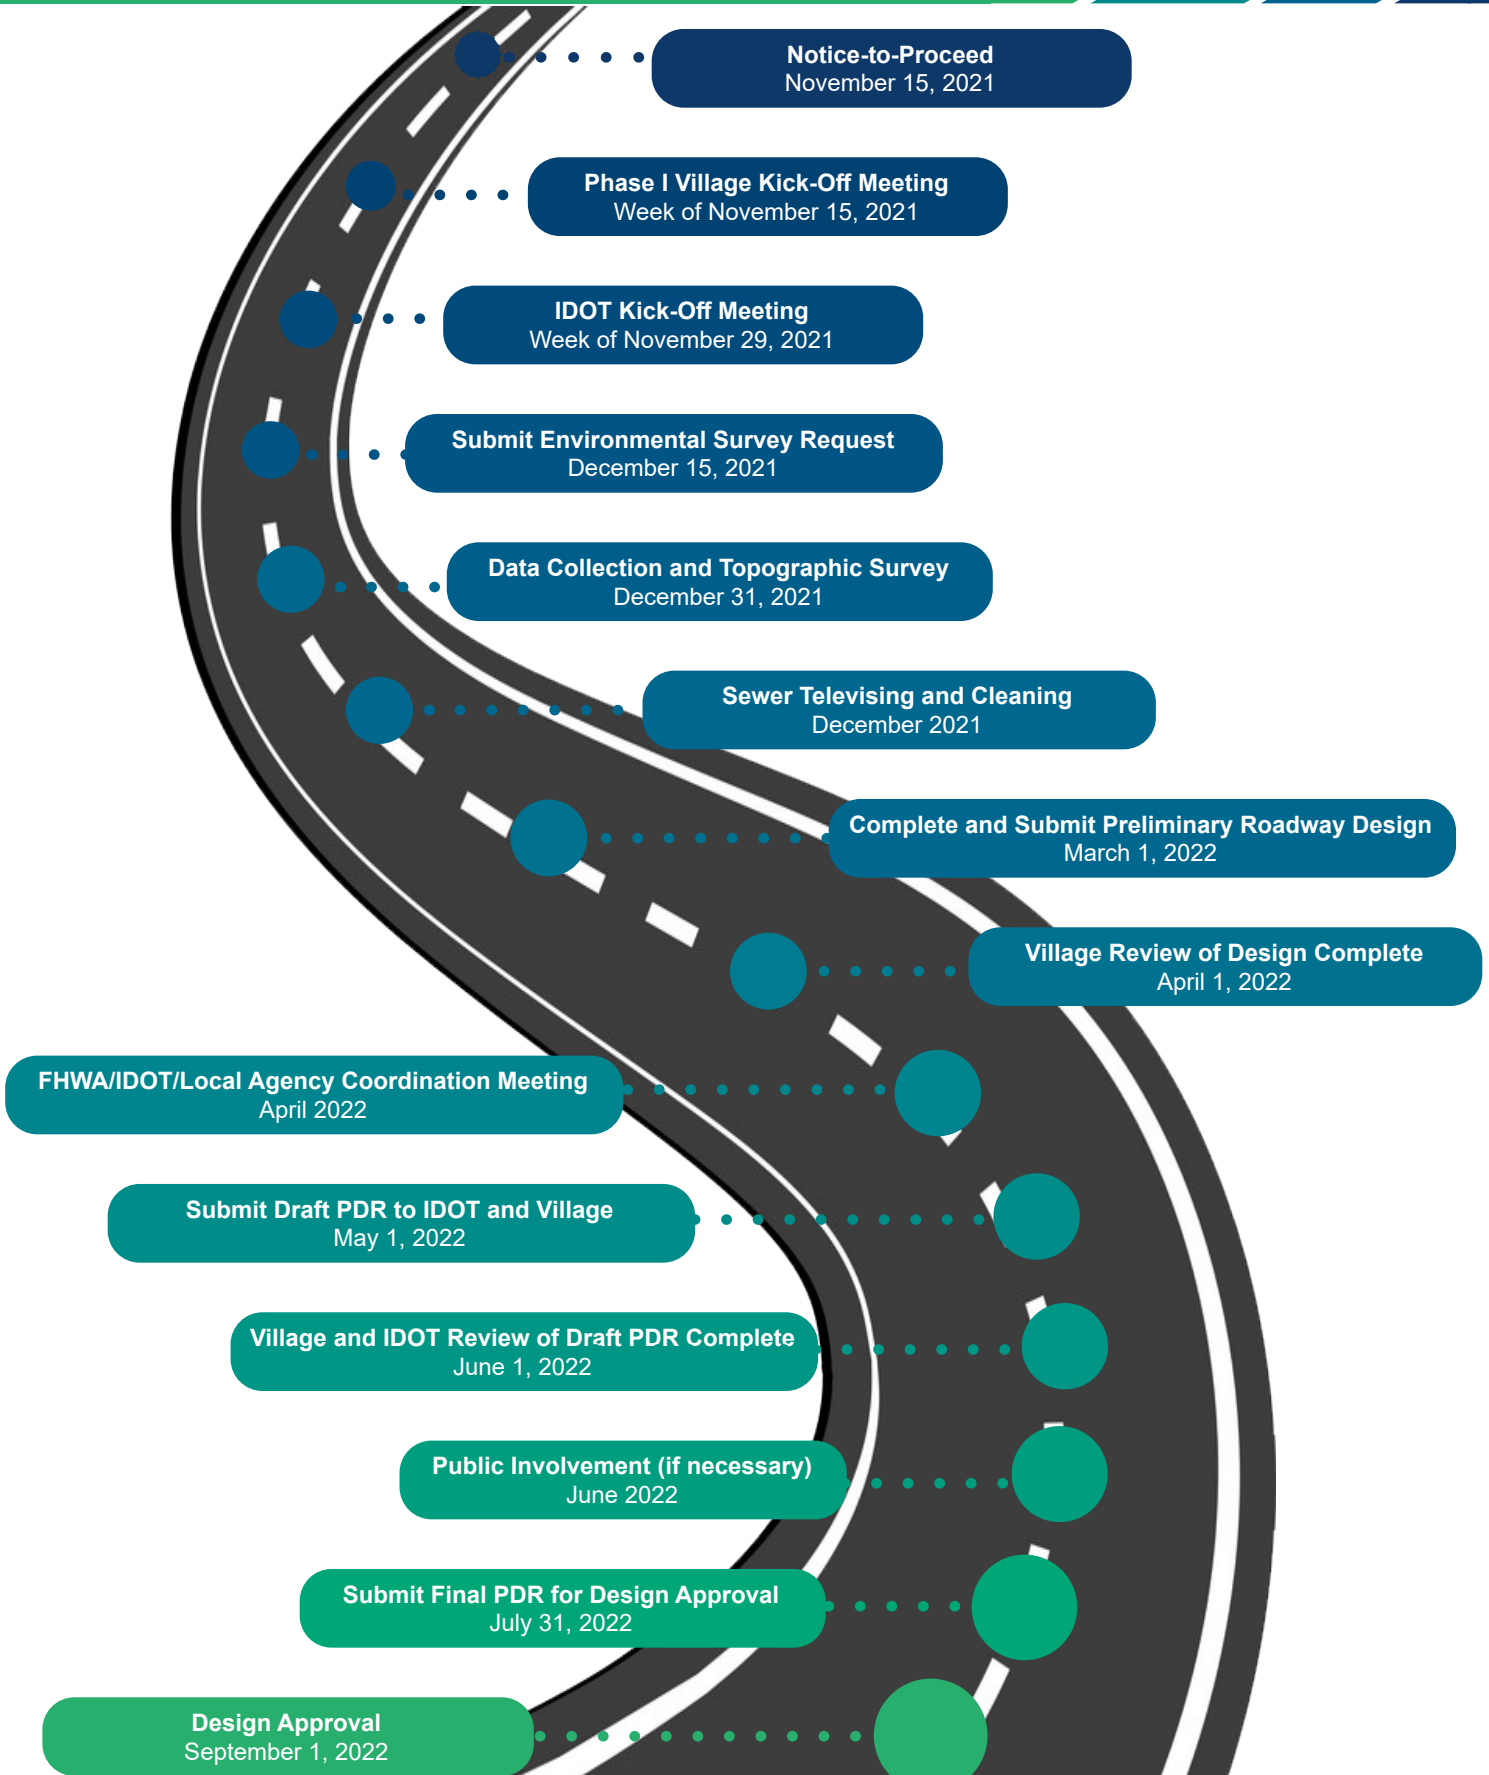 Notice-to-Proceed
November 15, 2021
Phase I Village Kick-Off Meeting
Week of November 15, 2021
IDOT Kick-Off Meeting
Week of November 29, 2021
Submit Environmental Survey Request
December 15, 2021
Data Collection and Topographic Survey
December 31, 2021
Sewer Televising and Cleaning
December 2021
Complete and Submit Preliminary Roadway Design
March 1, 2022
Village Review of Design Complete
April 1, 2022
FHWA/IDOT/Local Agency Coordination Meeting
April 2022
Submit Draft PDR to IDOT and Village
May 1, 2022
Village and IDOT Review of Draft PDR Complete
June 1, 2022
Public Involvement (if necessary)
June 2022
Submit Final PDR for Design Approval
July 31, 2022
Design Approval
September 1, 2022